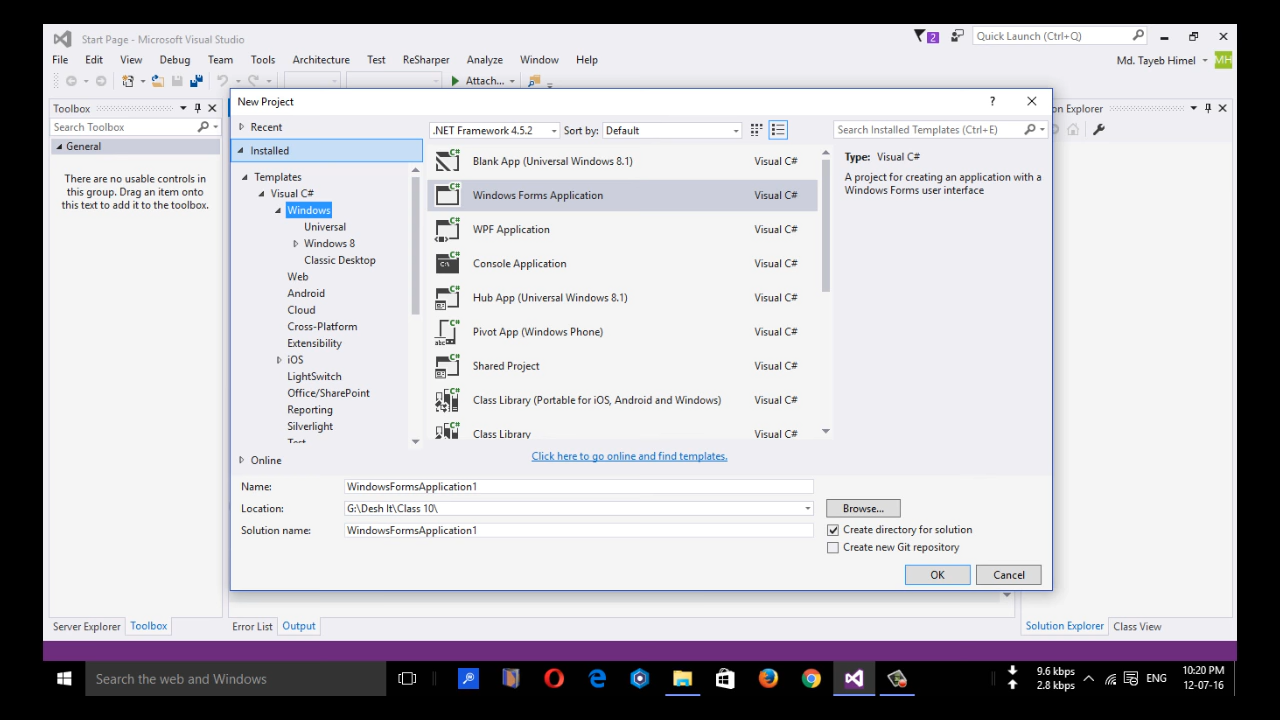 Start Page - Microsoft Visual Studio
2
Quick Launch (Ctrl+Q)
File Edit View Debug Team Tools Architecture Test ReSharper Analyze Window Help
Md. Tayeb Himel MH
Attach...
Toolbox
Search Toolbox
General
There are no usable controls in
this group. Drag an item onto
this text to add it to the toolbox.
New Project
?
Recent
Installed
Templates
Visual C#
Windows
Universal
Windows 8
Classic Desktop
Web
Android
Cloud
Cross-Platform
Extensibility
iOS
LightSwitch
Office/SharePoint
Reporting
Silverlight
Test
Online
.NET Framework 4.5.2 Sort by: Default
Search Installed Templates (Ctrl+E)
Blank App (Universal Windows 8.1) Visual C#
Windows Forms Application Visual C#
WPF Application Visual C#
Console Application Visual C#
Hub App (Universal Windows 8.1) Visual C#
Pivot App (Windows Phone) Visual C#
Shared Project Visual C#
Class Library (Portable for iOS, Android and Windows) Visual C#
Class Library Visual C#
Click here to go online and find templates.
Type: Visual C#
A project for creating an application with a
Windows Forms user interface
Name: WindowsFormsApplication1
Location: G:\Desh It\Class 10\
Browse...
Solution name: WindowsFormsApplication1
Create directory for solution
Create new Git repository
OK Cancel
on Explorer
Server Explorer Toolbox
Error List Output
Solution Explorer Class View
Search the web and Windows
9.6 kbps
2.8 kbps
ENG
10:20 PM
12-07-16